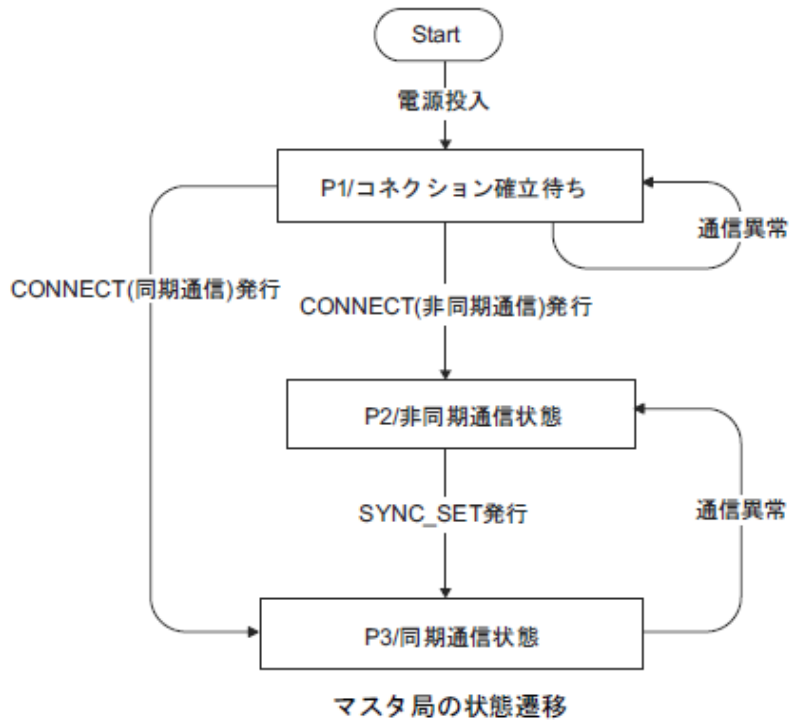 Start
電源投入
P1/コネクション確立待ち
通信異常
CONNECT(同期通信)発行
CONNECT(非同期通信)発行
P2/非同期通信状態
SYNC_SET発行
通信異常
P3/同期通信状態
マスタ局の状態遷移